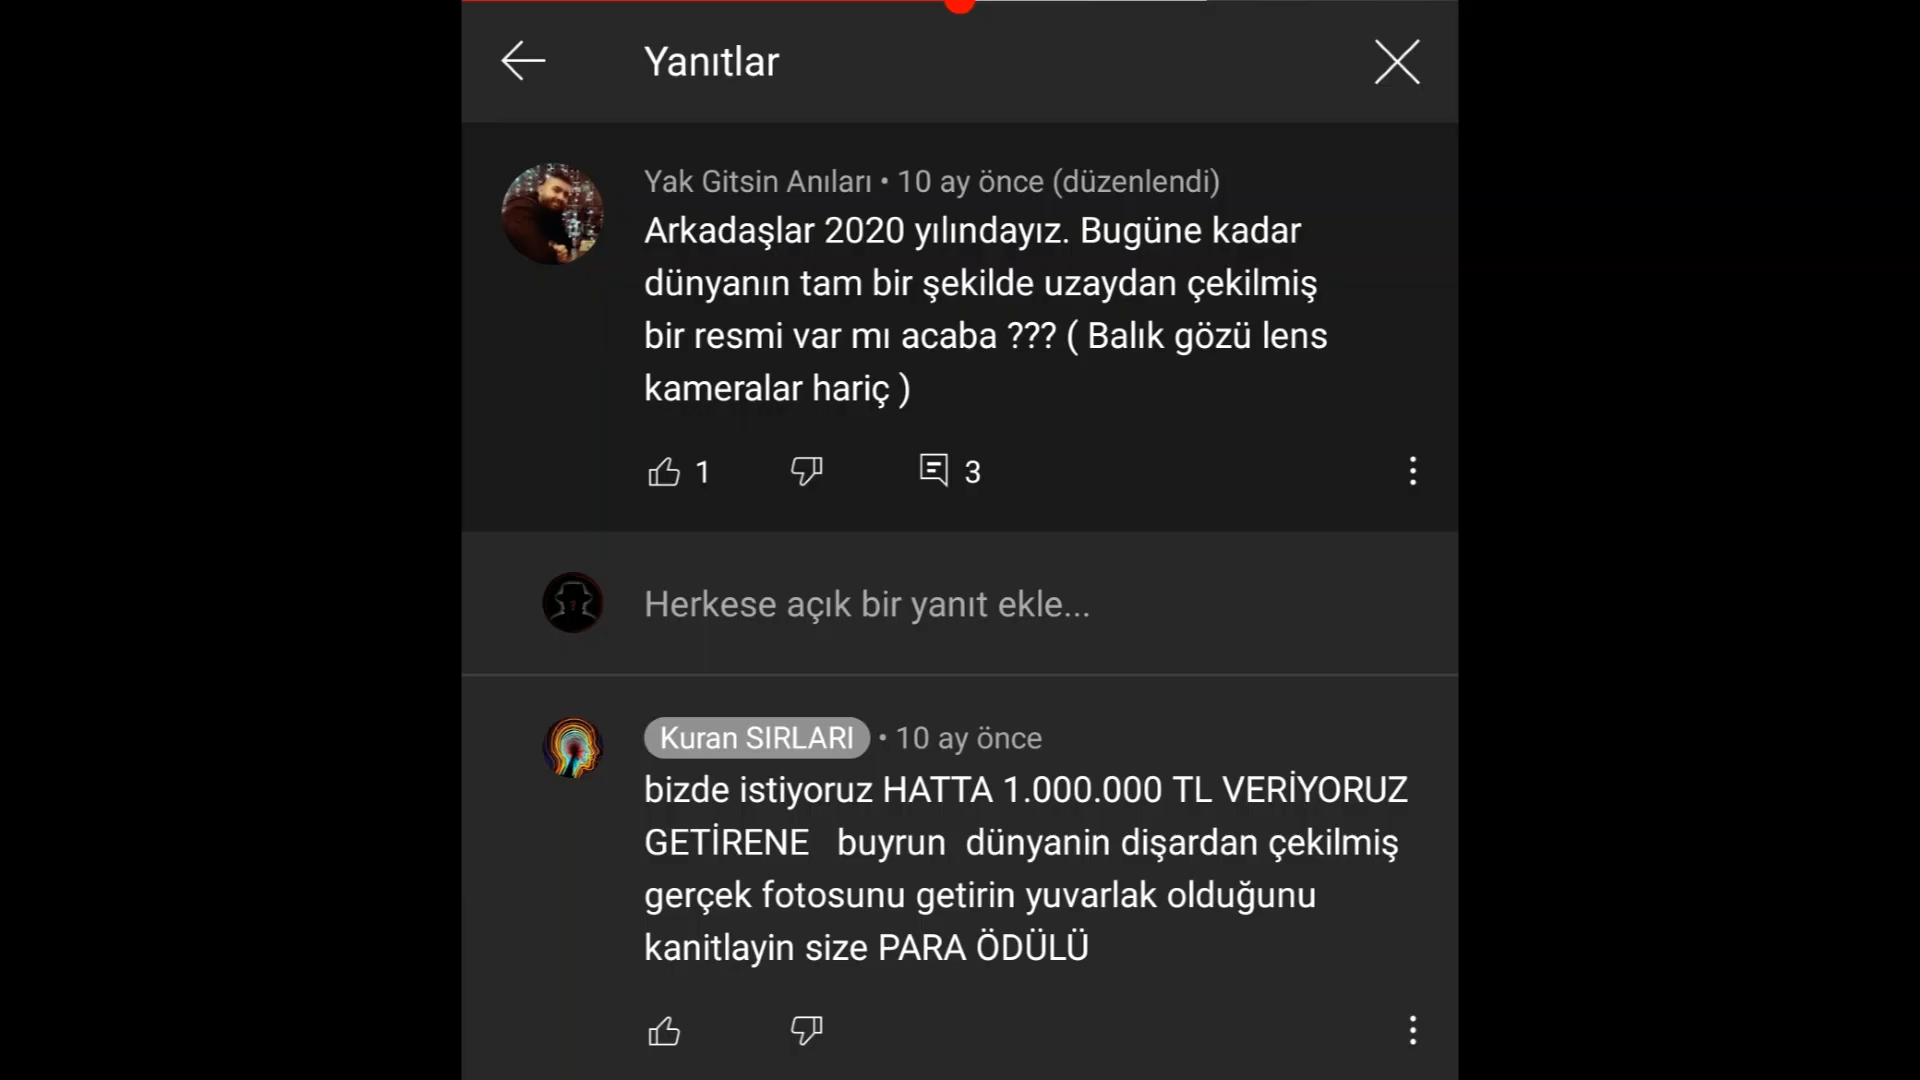 Yanıtlar
Yak Gitsin Anıları • 10 ay önce (düzenlendi)
Arkadaşlar 2020 yılındayız. Bugüne kadar
dünyanın tam bir şekilde uzaydan çekilmiş
bir resmi var mı acaba ??? ( Balık gözü lens
kameralar hariç )
1 3
Herkese açık bir yanıt ekle...
Kuran SIRLARI • 10 ay önce
bizde istiyoruz HATTA 1.000.000 TL VERİYORUZ
GETİRENE buyrun dünyanin dişardan çekilmiş
gerçek fotosunu getirin yuvarlak olduğunu
kanitlayin size PARA ÖDÜLÜ